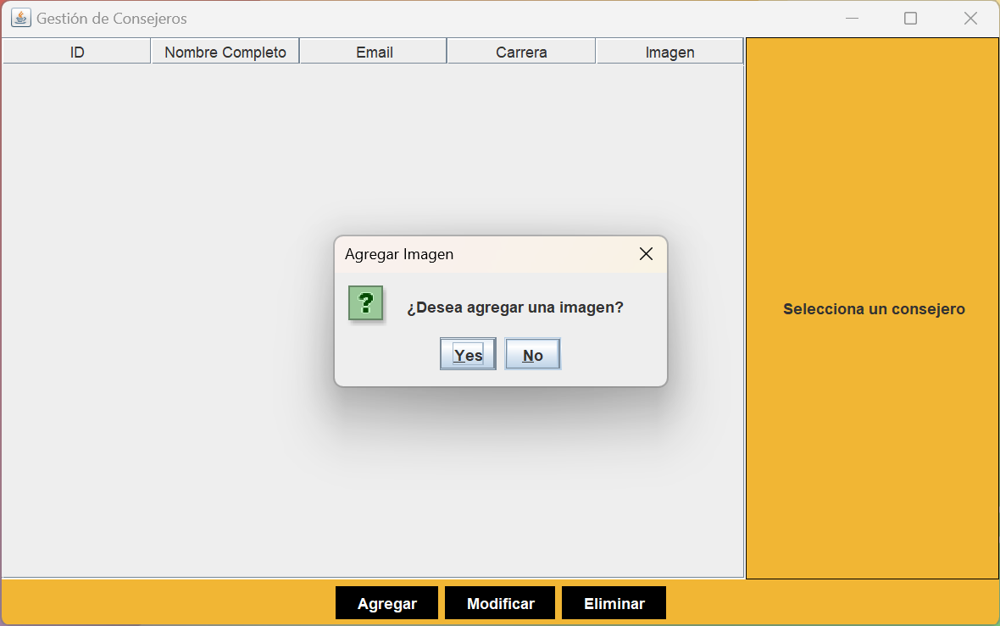 Gestión de Consejeros
ID Nombre Completo Email Carrera Imagen
Agregar Imagen
? ¿Desea agregar una imagen?
Yes No
Selecciona un consejero
Agregar Modificar Eliminar